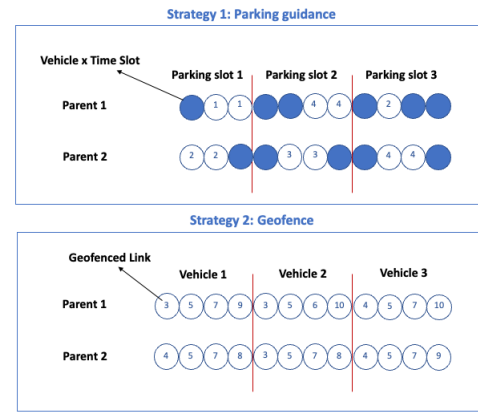 Strategy 1: Parking guidance
Vehicle x Time Slot
Parking slot 1 Parking slot 2 Parking slot 3
Parent 1 1 1 4 4 2
Parent 2 2 2 3 3 4 4
Strategy 2: Geofence
Geofenced Link
Vehicle 1 Vehicle 2 Vehicle 3
Parent 1 3 5 7 9 3 5 6 10 4 5 7 10
Parent 2 4 5 7 8 3 5 7 8 4 5 7 9